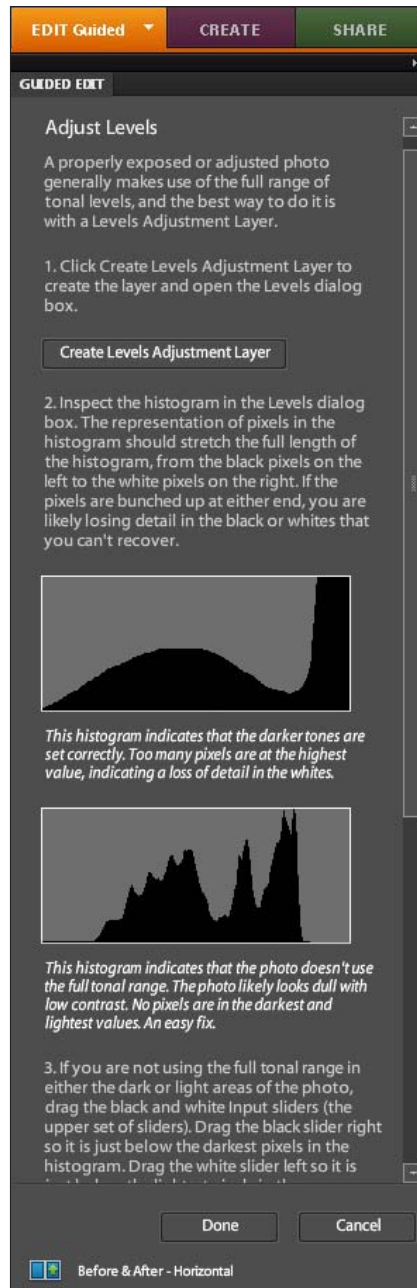 EDIT Guided
CREATE
SHARE
GUIDED EDIT
Adjust Levels
A properly exposed or adjusted photo
generally makes use of the full range of
tonal levels, and the best way to do it is
with a Levels Adjustment Layer.
1. Click Create Levels Adjustment Layer to
create the layer and open the Levels dialog
box.
Create Levels Adjustment Layer
2. Inspect the histogram in the Levels dialog
box. The representation of pixels in the
histogram should stretch the full length of
the histogram, from the black pixels on the
left to the white pixels on the right. If the
pixels are bunched up at either end, you are
likely losing detail in the black or whites that
you can't recover.
This histogram indicates that the darker tones are
set correctly. Too many pixels are at the highest
value, indicating a loss of detail in the whites.
This histogram indicates that the photo doesn't use
the full tonal range. The photo likely looks dull with
low contrast. No pixels are in the darkest and
lightest values. An easy fix.
3. If you are not using the full tonal range in
either the dark or light areas of the photo,
drag the black and white Input sliders (the
upper set of sliders). Drag the black slider right
so it is just below the darkest pixels in the
histogram. Drag the white slider left so it is
Done
Cancel
Before & After - Horizontal